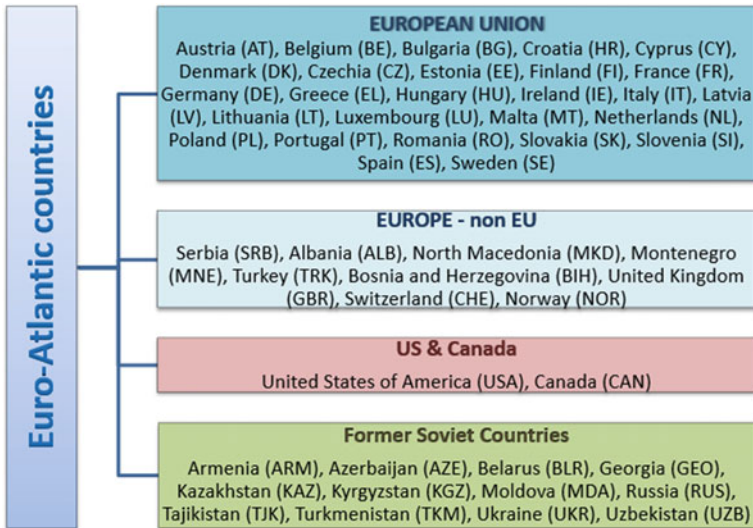 Euro-Atlantic countries
EUROPEAN UNION
Austria (AT), Belgium (BE), Bulgaria (BG), Croatia (HR), Cyprus (CY),
Denmark (DK), Czechia (CZ), Estonia (EE), Finland (FI), France (FR),
Germany (DE), Greece (EL), Hungary (HU), Ireland (IE), Italy (IT), Latvia
(LV), Lithuania (LT), Luxembourg (LU), Malta (MT), Netherlands (NL),
Poland (PL), Portugal (PT), Romania (RO), Slovakia (SK), Slovenia (SI),
Spain (ES), Sweden (SE)
EUROPE - non EU
Serbia (SRB), Albania (ALB), North Macedonia (MKD), Montenegro
(MNE), Turkey (TRK), Bosnia and Herzegovina (BIH), United Kingdom
(GBR), Switzerland (CHE), Norway (NOR)
US & Canada
United States of America (USA), Canada (CAN)
Former Soviet Countries
Armenia (ARM), Azerbaijan (AZE), Belarus (BLR), Georgia (GEO),
Kazakhstan (KAZ), Kyrgyzstan (KGZ), Moldova (MDA), Russia (RUS),
Tajikistan (TJK), Turkmenistan (TKM), Ukraine (UKR), Uzbekistan (UZB)